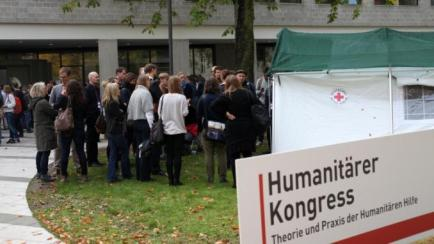 Humanitärer
Kongress
Theorie und Praxis der Humanitären Hilfe